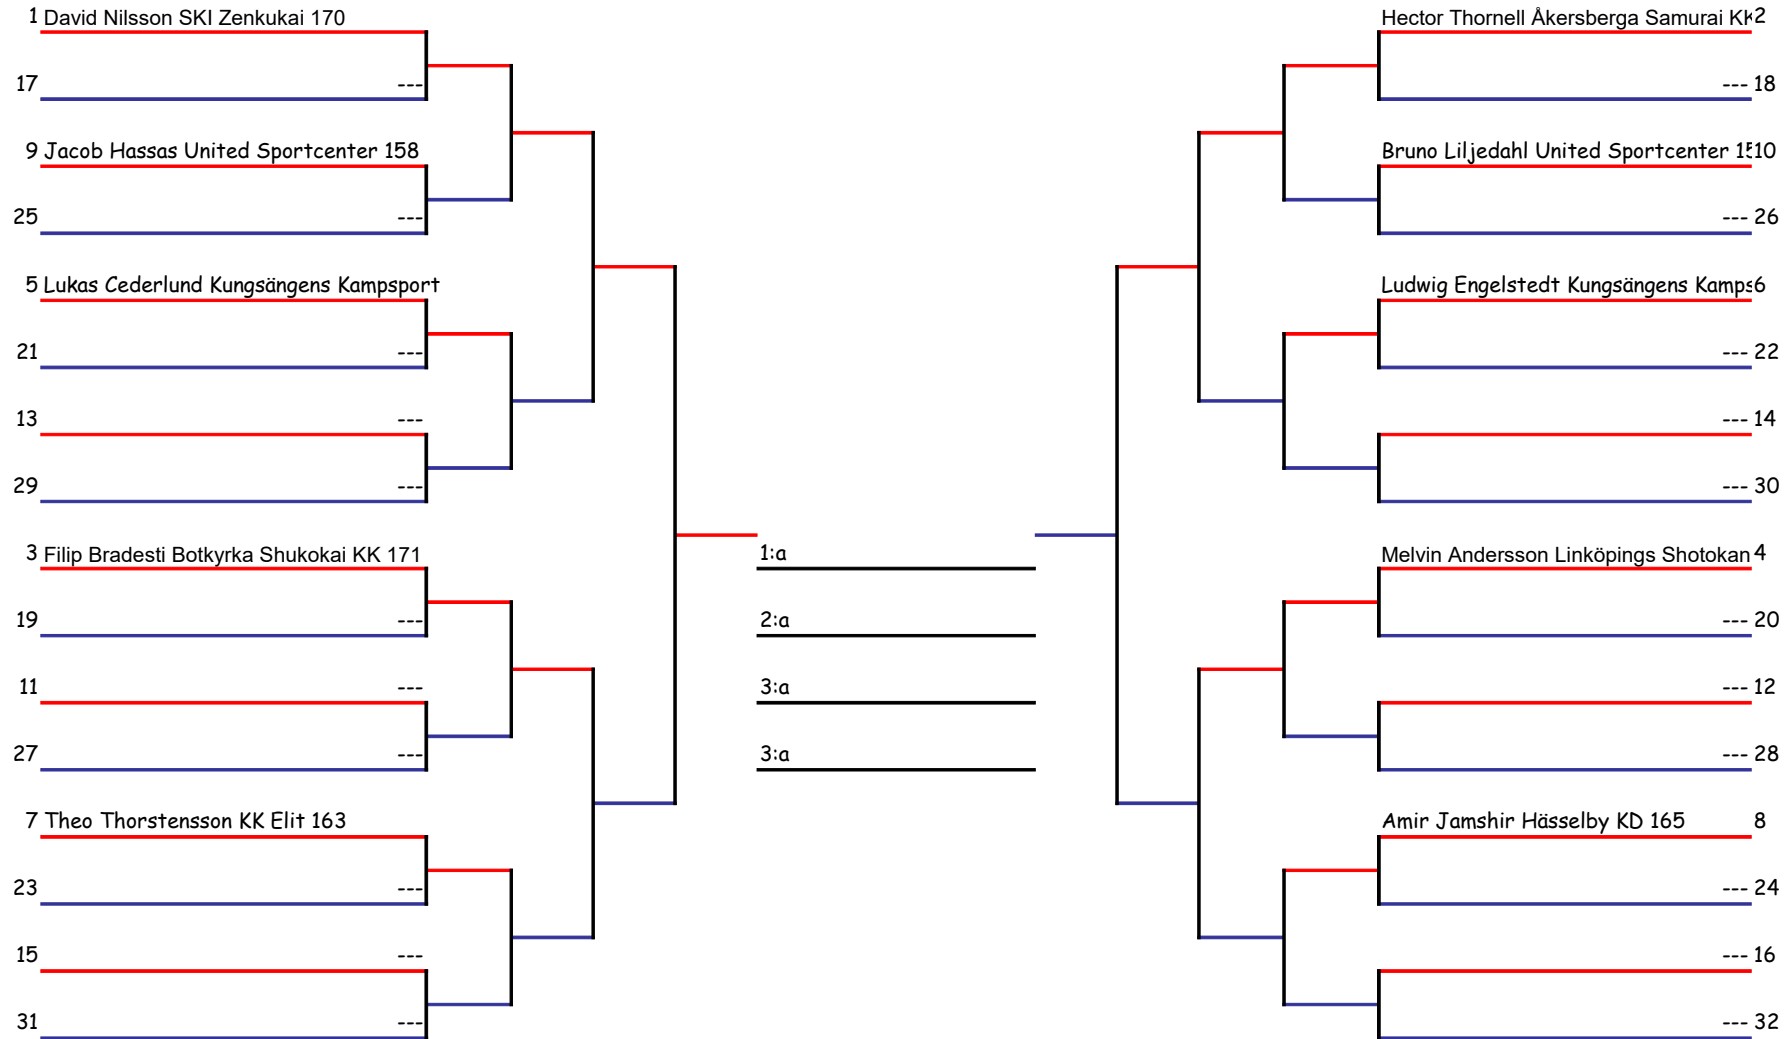 1 David Nilsson SKI Zenkukai 170
17 ---
9 Jacob Hassas United Sportcenter 158
25 ---
5 Lukas Cederlund Kungsängens Kampsport
21 ---
13 ---
29 ---
3 Filip Bradesti Botkyrka Shukokai KK 171
19 ---
11 ---
27 ---
7 Theo Thorstensson KK Elit 163
23 ---
15 ---
31 ---
1:a
2:a
3:a
3:a
Hector Thornell Åkersberga Samurai KK 2
--- 18
Bruno Liljedahl United Sportcenter 10
--- 26
Ludwig Engelstedt Kungsängens Kamps 6
--- 22
--- 14
--- 30
Melvin Andersson Linköpings Shotokan 4
--- 20
--- 12
--- 28
Amir Jamshir Hässelby KD 165 8
--- 24
--- 16
--- 32